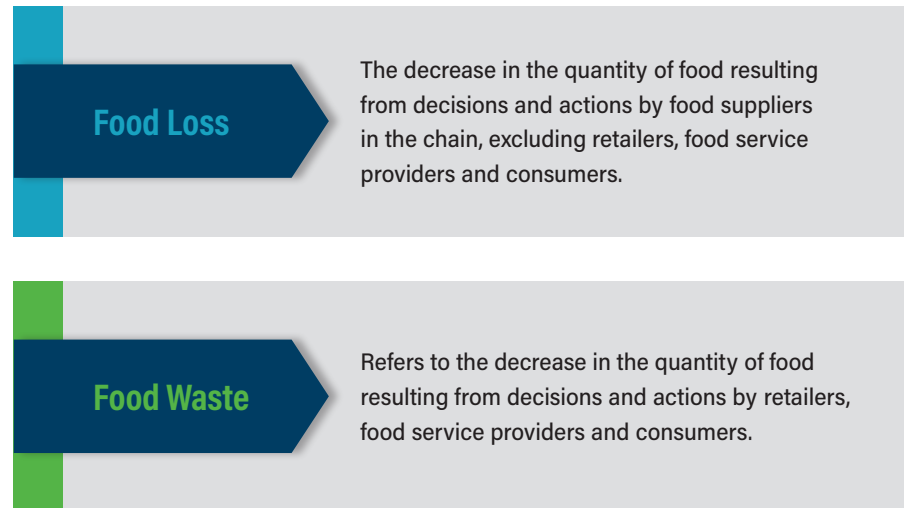 Food Loss
The decrease in the quantity of food resulting
from decisions and actions by food suppliers
in the chain, excluding retailers, food service
providers and consumers.
Food Waste
Refers to the decrease in the quantity of food
resulting from decisions and actions by retailers,
food service providers and consumers.